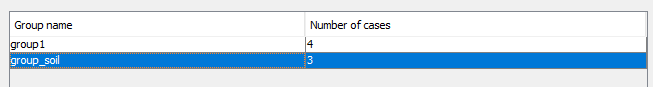 Group name Number of cases
group1 4
group_soil 3